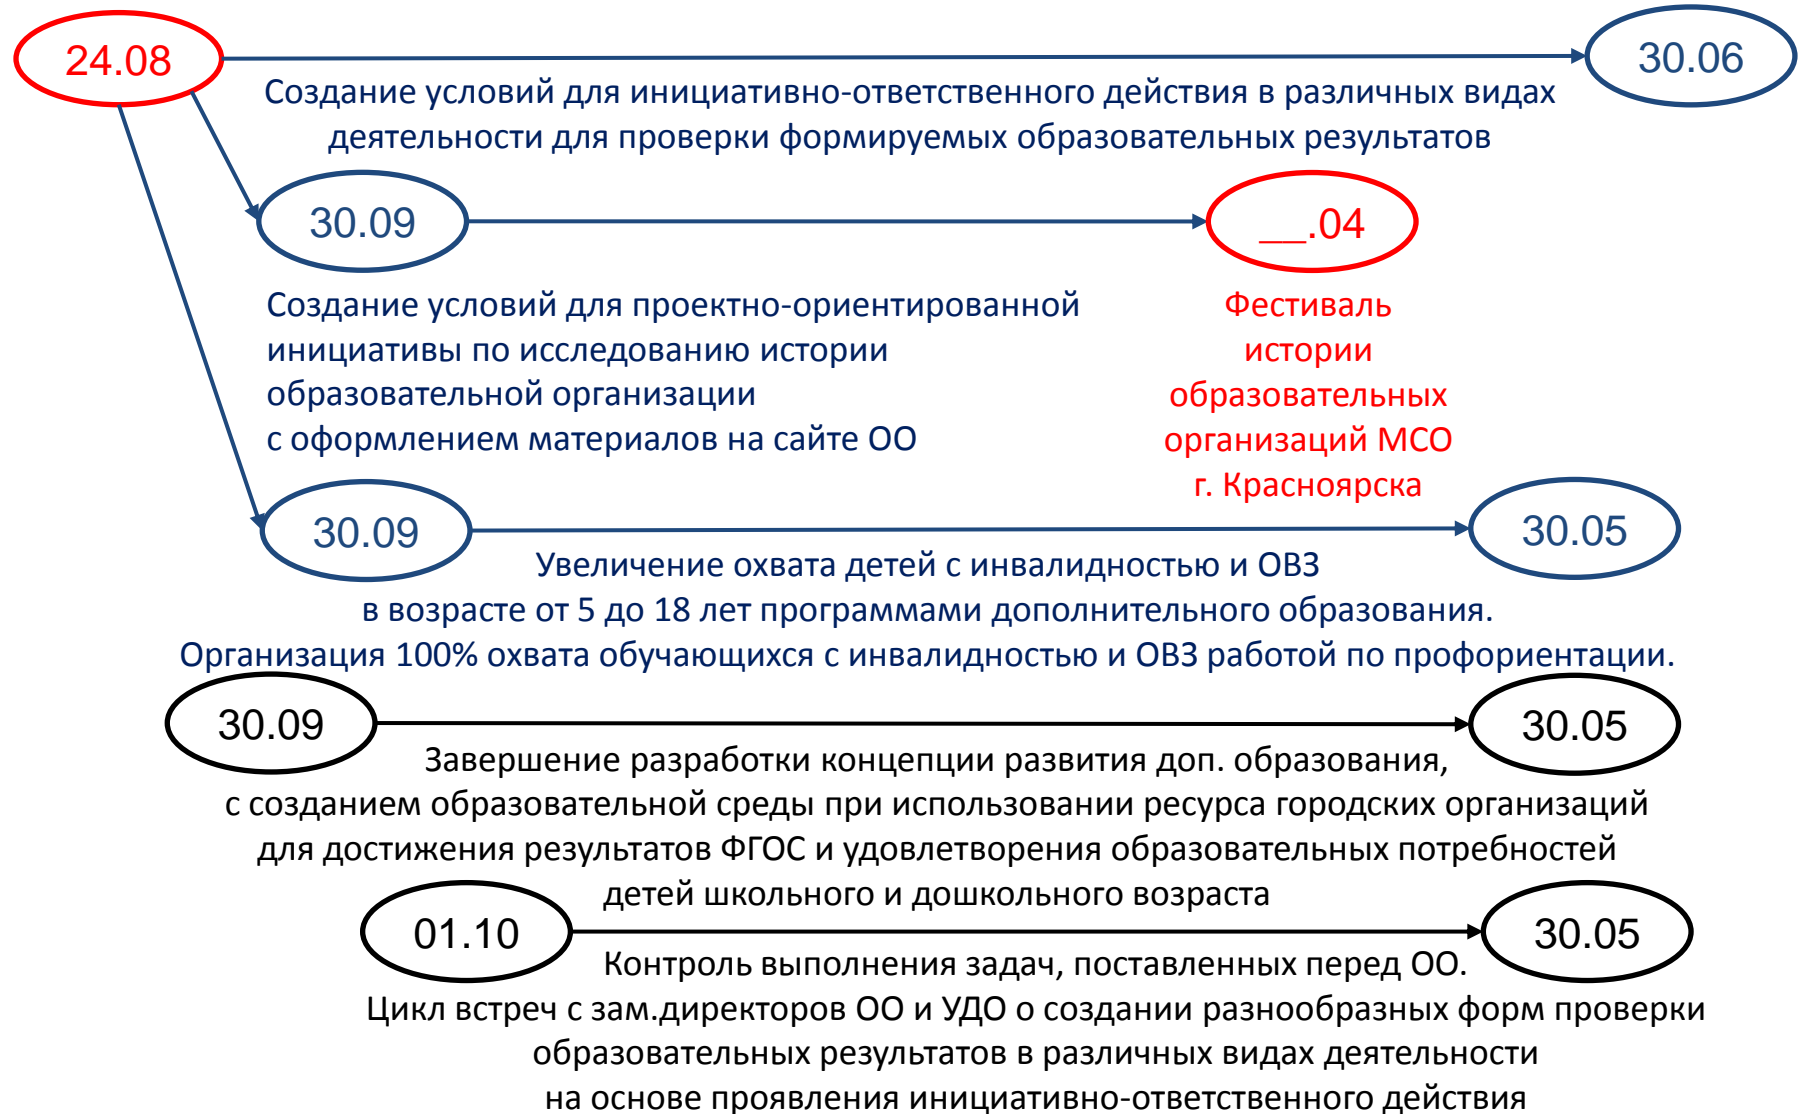 24.08
30.06
Создание условий для инициативно-ответственного действия в различных видах
деятельности для проверки формируемых образовательных результатов
30.09
__.04
Создание условий для проектно-ориентированной
инициативы по исследованию истории
образовательной организации
с оформлением материалов на сайте ОО
Фестиваль
истории
образовательных
организаций МСО
г. Красноярска
30.09
30.05
Увеличение охвата детей с инвалидностью и ОВЗ
в возрасте от 5 до 18 лет программами дополнительного образования.
Организация 100% охвата обучающихся с инвалидностью и ОВЗ работой по профориентации.
30.09
30.05
Завершение разработки концепции развития доп. образования,
с созданием образовательной среды при использовании ресурса городских организаций
для достижения результатов ФГОС и удовлетворения образовательных потребностей
детей школьного и дошкольного возраста
01.10
30.05
Контроль выполнения задач, поставленных перед ОО.
Цикл встреч с зам.директоров ОО и УДО о создании разнообразных форм проверки
образовательных результатов в различных видах деятельности
на основе проявления инициативно-ответственного действия